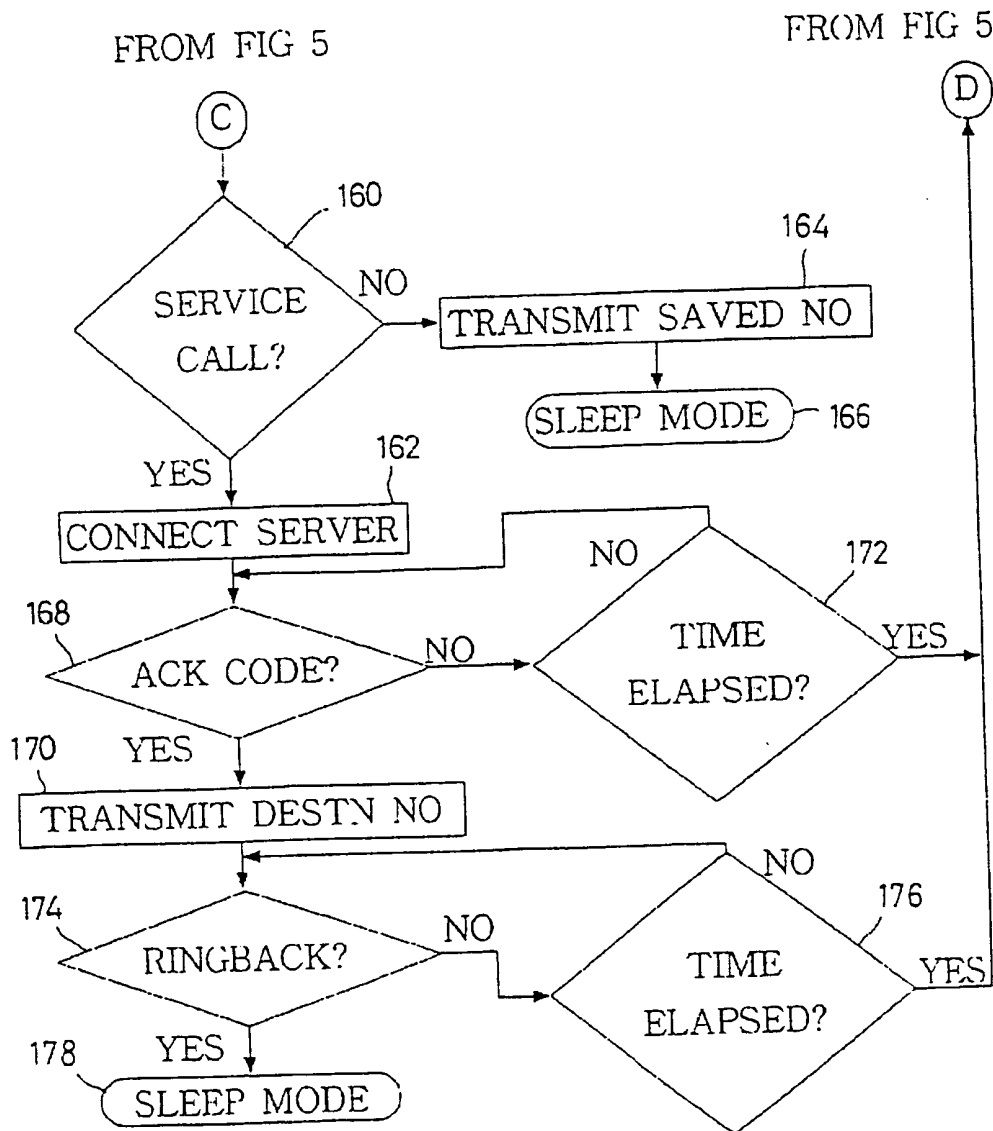 FROM FIG 5
FROM FIG 5
C
D
160
SERVICE
CALL?
NO
164
TRANSMIT SAVED NO
SLEEP MODE
166
YES
162
CONNECT SERVER
NO
172
168
ACK CODE?
NO
TIME
ELAPSED?
YES
YES
170
TRANSMIT DEST.N NO
NO
174
RINGBACK?
NO
176
TIME
ELAPSED?
YES
YES
178
SLEEP MODE